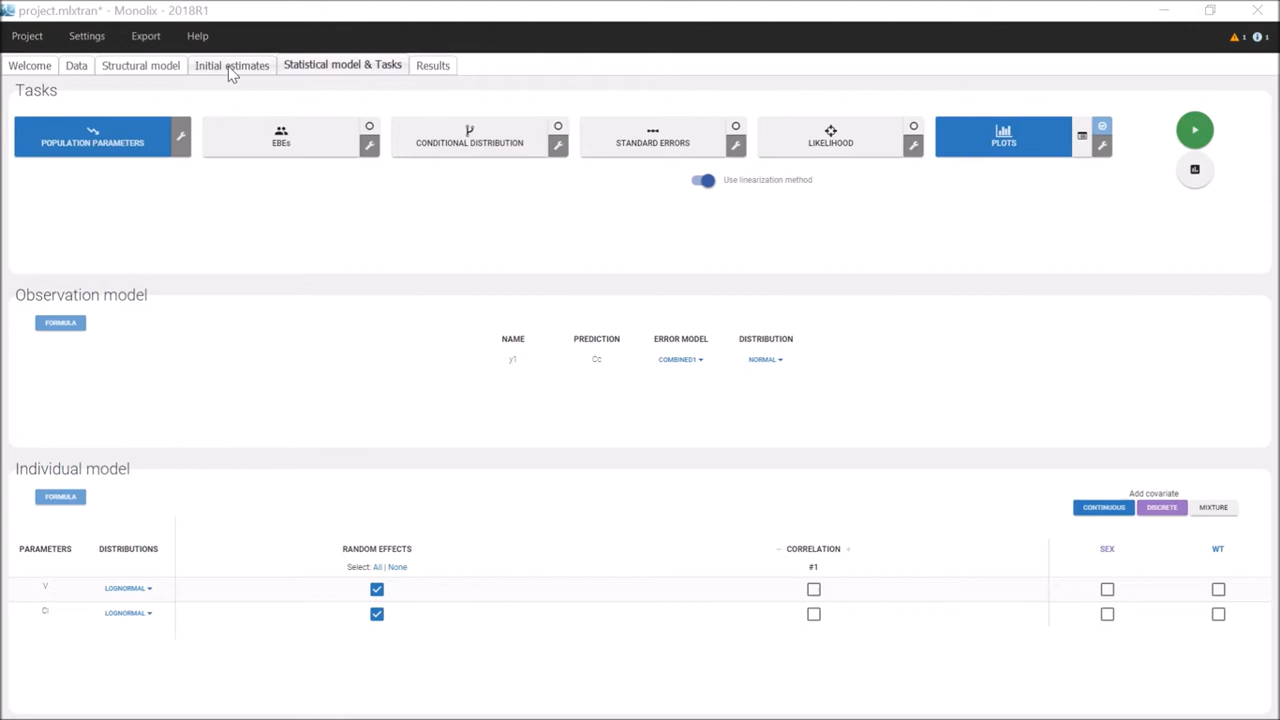 project.mlxtran* - Monolix - 2018R1
Project Settings Export Help
1 1
Welcome Data Structural model Initial estimates Statistical model & Tasks Results
Tasks
POPULATION PARAMETERS EBEs CONDITIONAL DISTRIBUTION STANDARD ERRORS LIKELIHOOD PLOTS
Use linearization method
Observation model
FORMULA
NAME PREDICTION ERROR MODEL DISTRIBUTION
y1 Cc COMBINED1 NORMAL
Individual model
FORMULA
Add covariate
CONTINUOUS DISCRETE MIXTURE
PARAMETERS DISTRIBUTIONS RANDOM EFFECTS - CORRELATION + SEX WT
Select: All | None #1
V LOGNORMAL
Cl LOGNORMAL